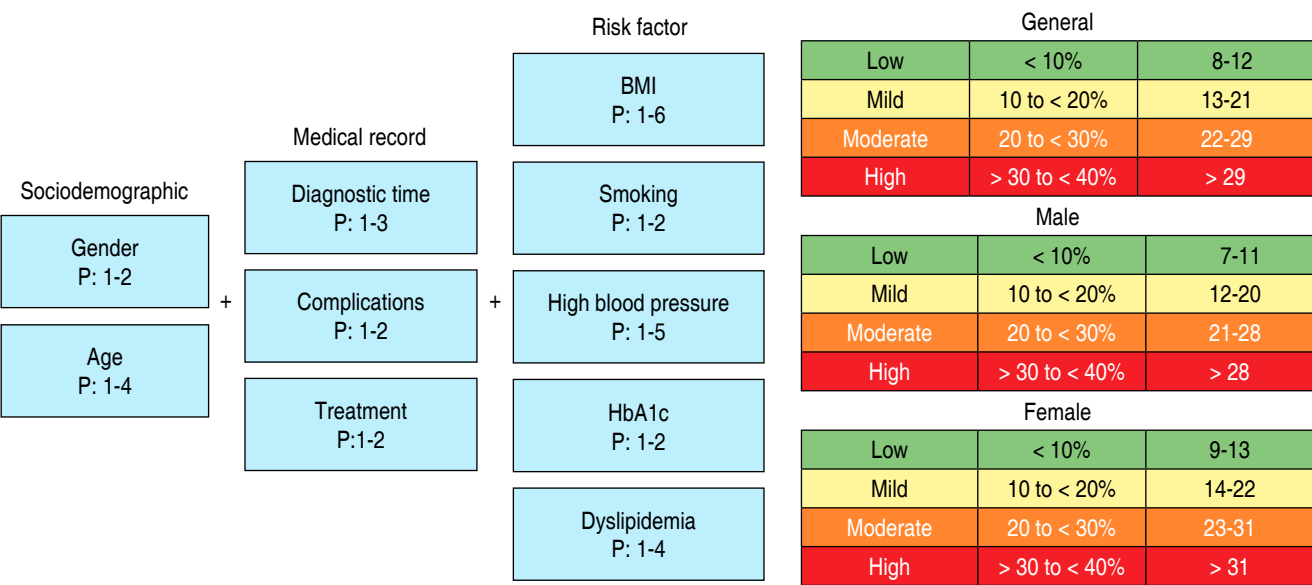 Sociodemographic
Gender
P: 1-2
Age
P: 1-4
+
Medical record
Diagnostic time
P: 1-3
Complications
P: 1-2
Treatment
P:1-2
+
Risk factor
BMI
P: 1-6
Smoking
P: 1-2
High blood pressure
P: 1-5
HbA1c
P: 1-2
Dyslipidemia
P: 1-4
General
Low < 10% 8-12
Mild 10 to < 20% 13-21
Moderate 20 to < 30% 22-29
High > 30 to < 40% > 29
Male
Low < 10% 7-11
Mild 10 to < 20% 12-20
Moderate 20 to < 30% 21-28
High > 30 to < 40% > 28
Female
Low < 10% 9-13
Mild 10 to < 20% 14-22
Moderate 20 to < 30% 23-31
High > 30 to < 40% > 31